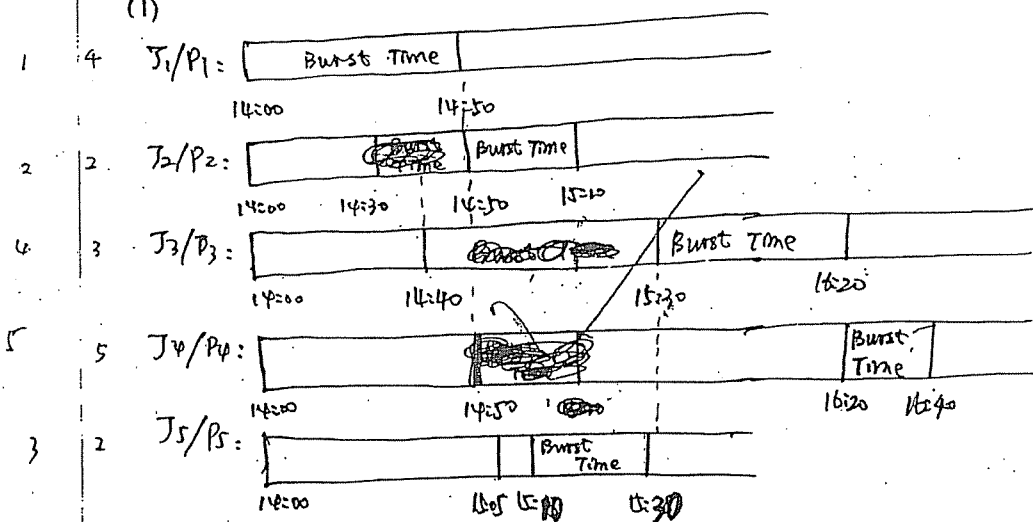 (1)
1 4 J1/P1: Burst Time
14:00 14:50
2 2 J2/P2: Burst Time
14:00 14:30 14:50 15:10
4 3 J3/P3: Burst Time
14:00 14:40 15:30 16:20
5 5 J4/P4: Burst Time
14:00 14:50 16:20 16:40
3 2 J5/P5: Burst Time
14:00 15:05 15:10 15:30